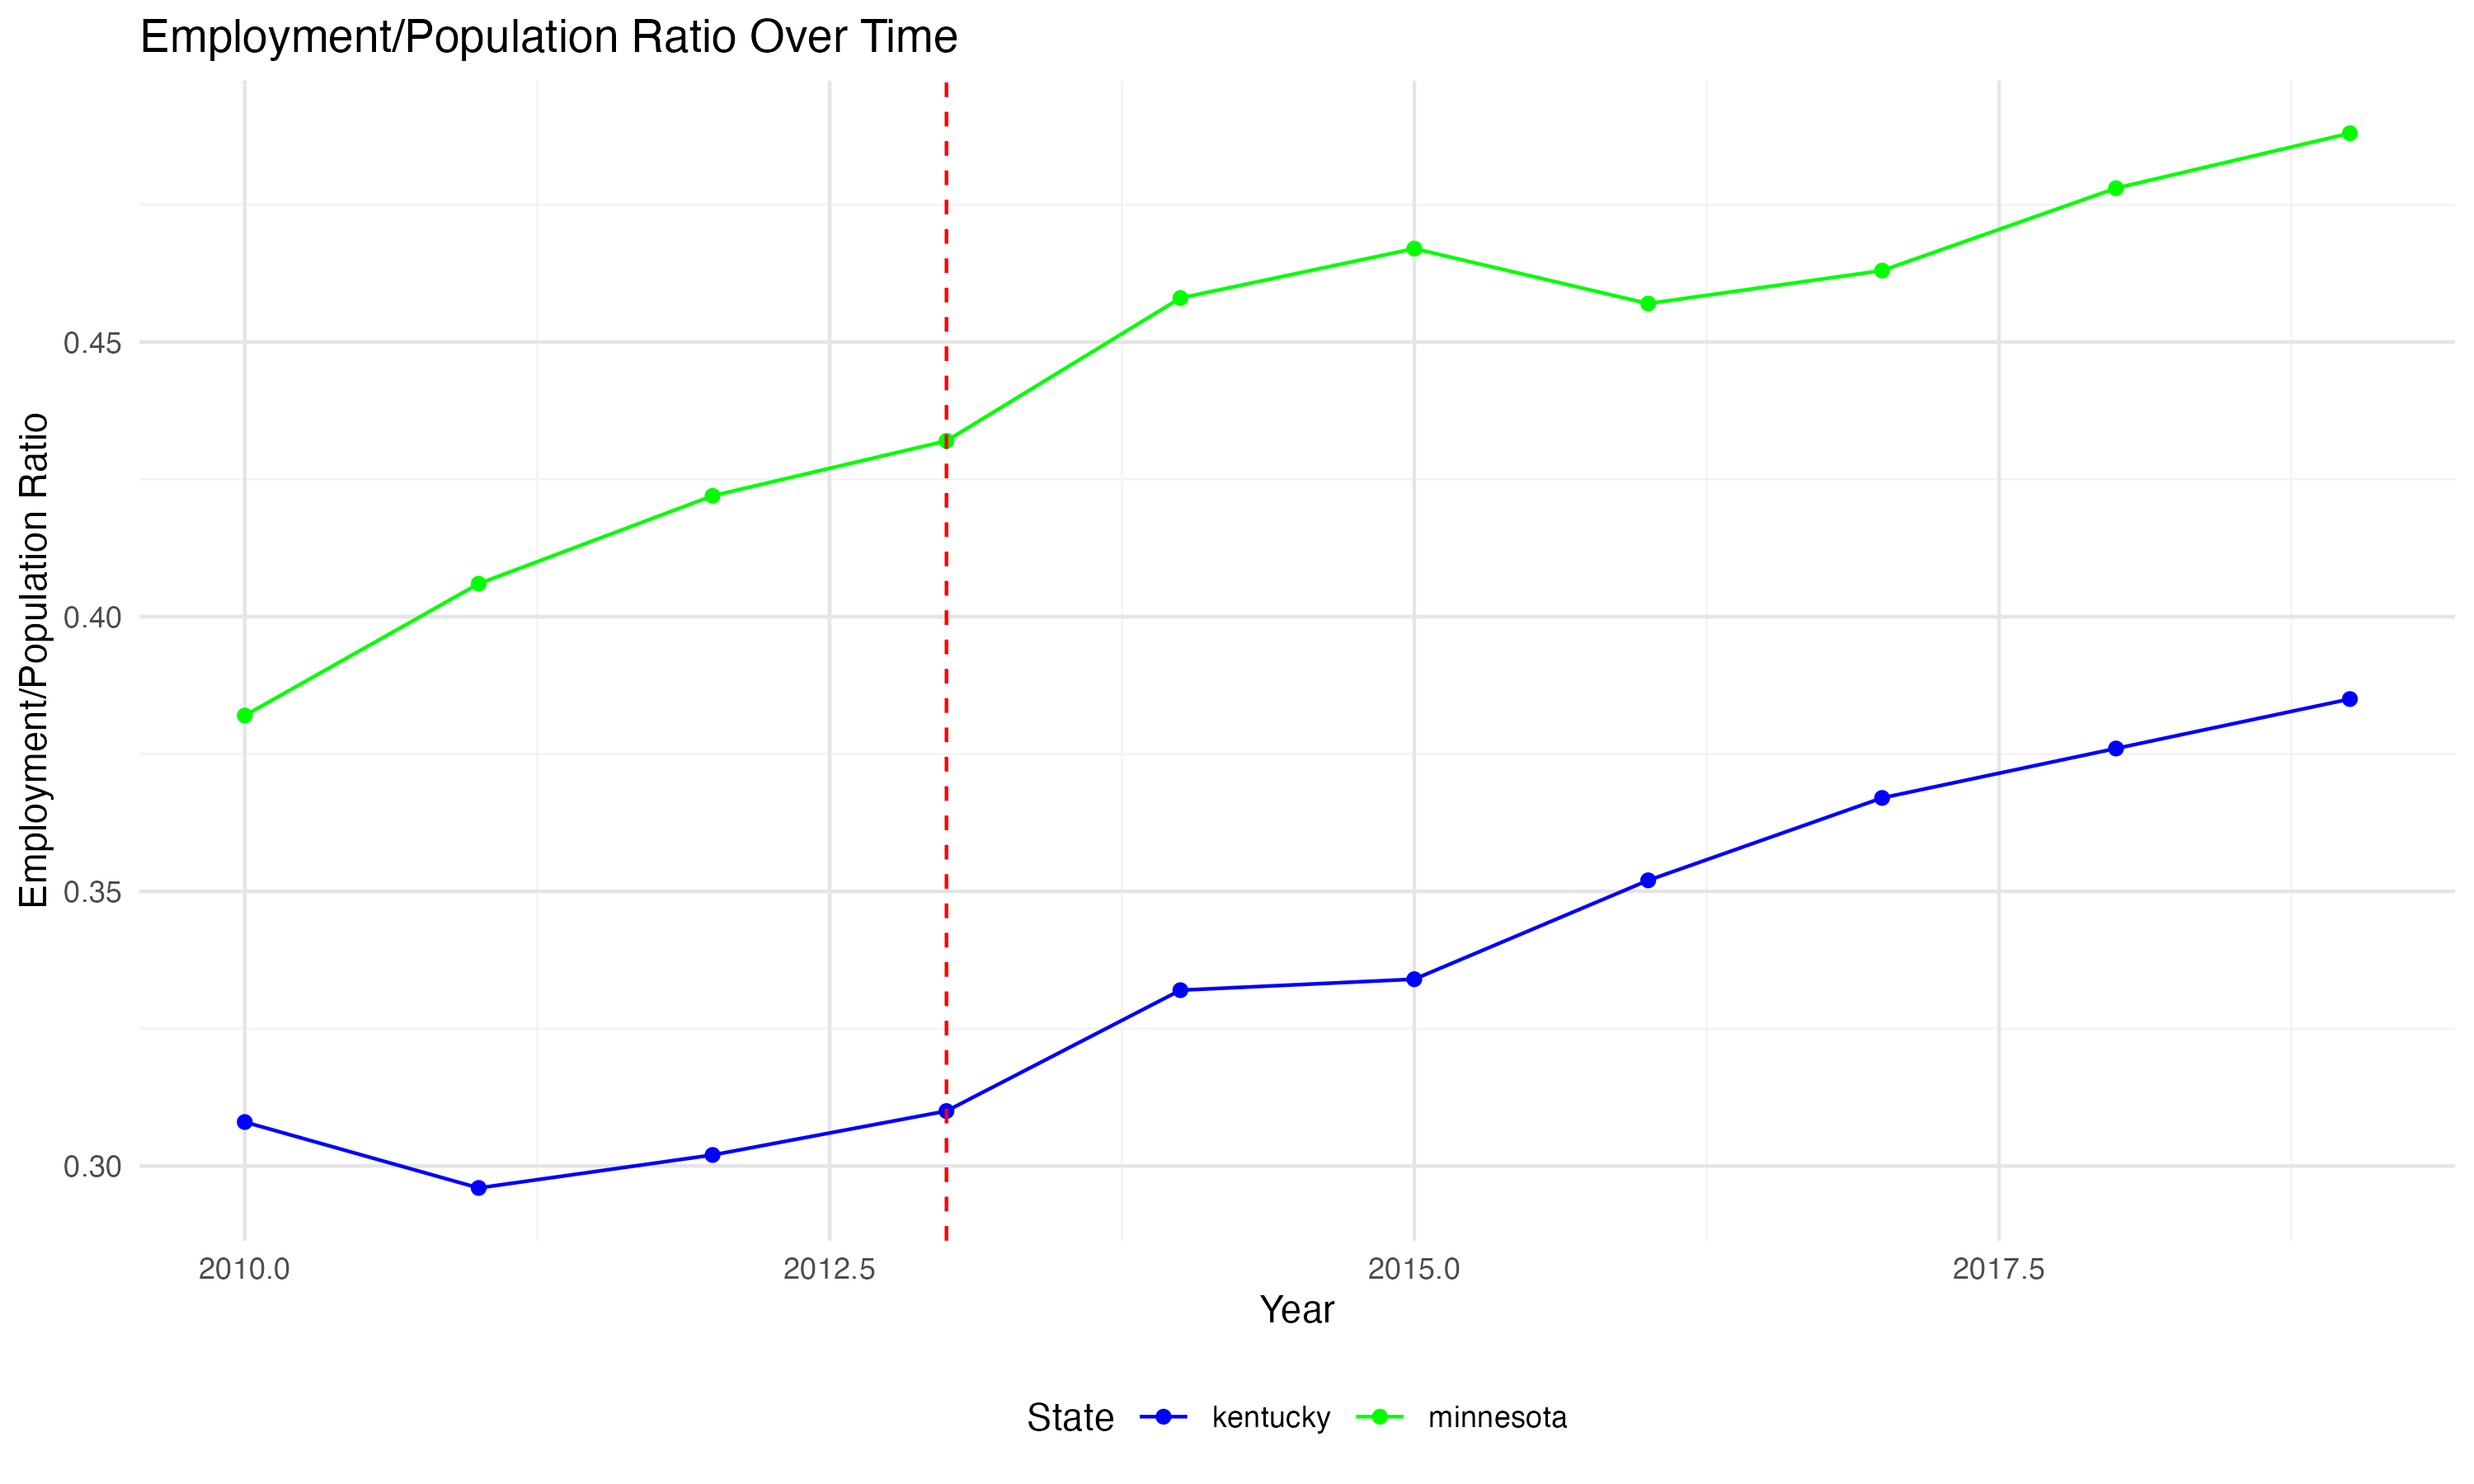 Employment/Population Ratio Over Time
Employment/Population Ratio
0.45
0.40
0.35
0.30
2010.0 2012.5 2015.0 2017.5
Year
State kentucky minnesota